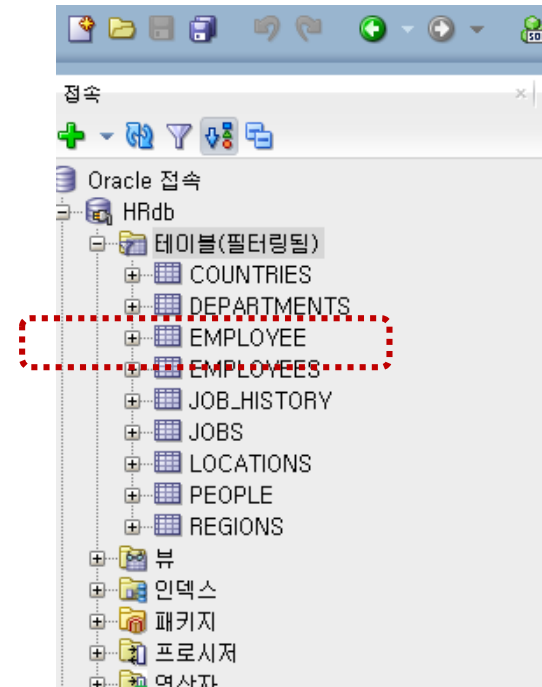 접속
Oracle 접속
HRdb
테이블(필터링됨)
COUNTRIES
DEPARTMENTS
EMPLOYEE
EMPLOYEES
JOB_HISTORY
JOBS
LOCATIONS
PEOPLE
REGIONS
뷰
인덱스
패키지
프로시저